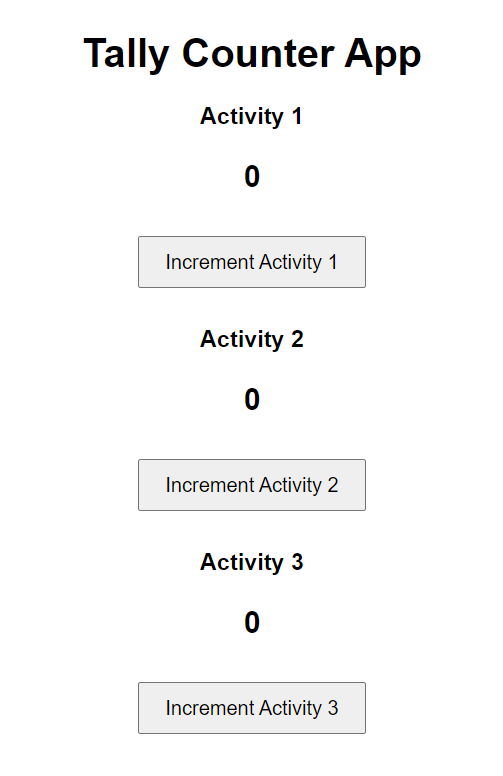 Tally Counter App
Activity 1
0
Increment Activity 1
Activity 2
0
Increment Activity 2
Activity 3
0
Increment Activity 3